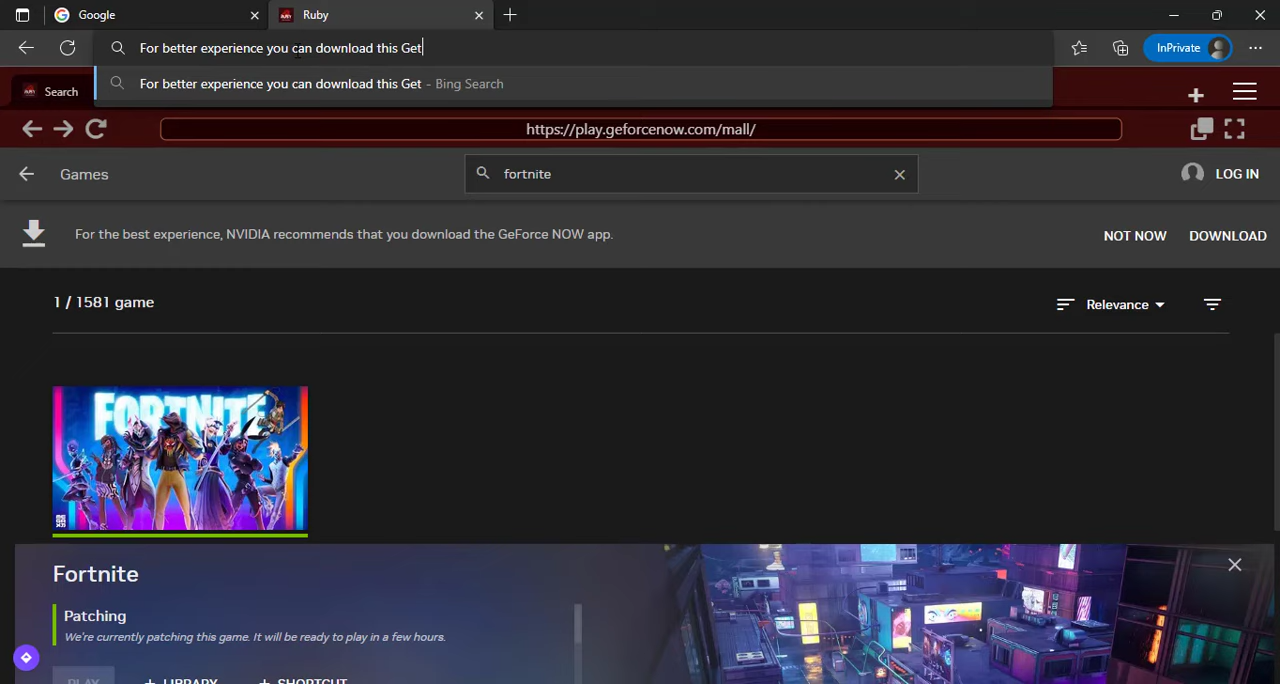 Google
Ruby
For better experience you can download this Get
InPrivate
For better experience you can download this Get - Bing Search
Search
https://play.geforcenow.com/mall/
Games
fortnite
LOG IN
For the best experience, NVIDIA recommends that you download the GeForce NOW app.
NOT NOW
DOWNLOAD
1 / 1581 game
Relevance
FORTNITE
Fortnite
Patching
We're currently patching this game. It will be ready to play in a few hours.
PLAY
+ LIBRARY
+ SHORTCUT